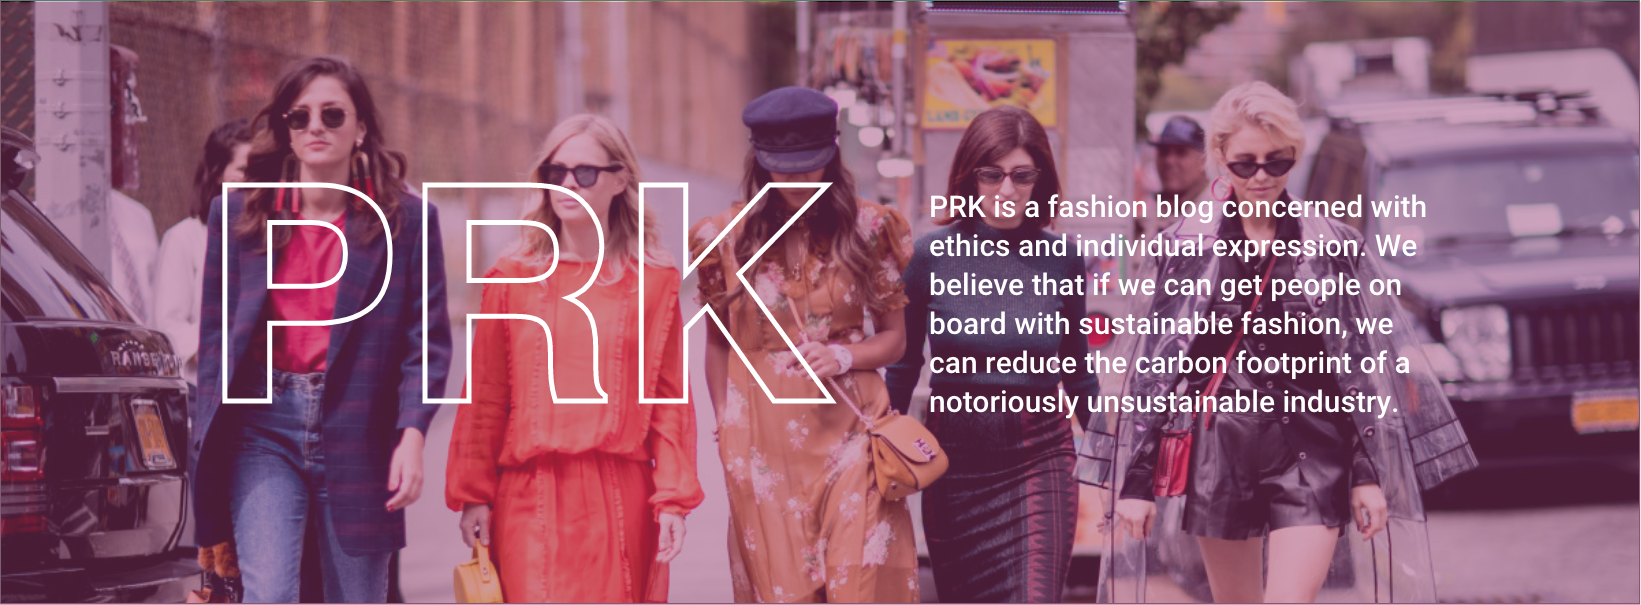 PRK
PRK is a fashion blog concerned with
ethics and individual expression. We
believe that if we can get people on
board with sustainable fashion, we
can reduce the carbon footprint of a
notoriously unsustainable industry.
RANGE